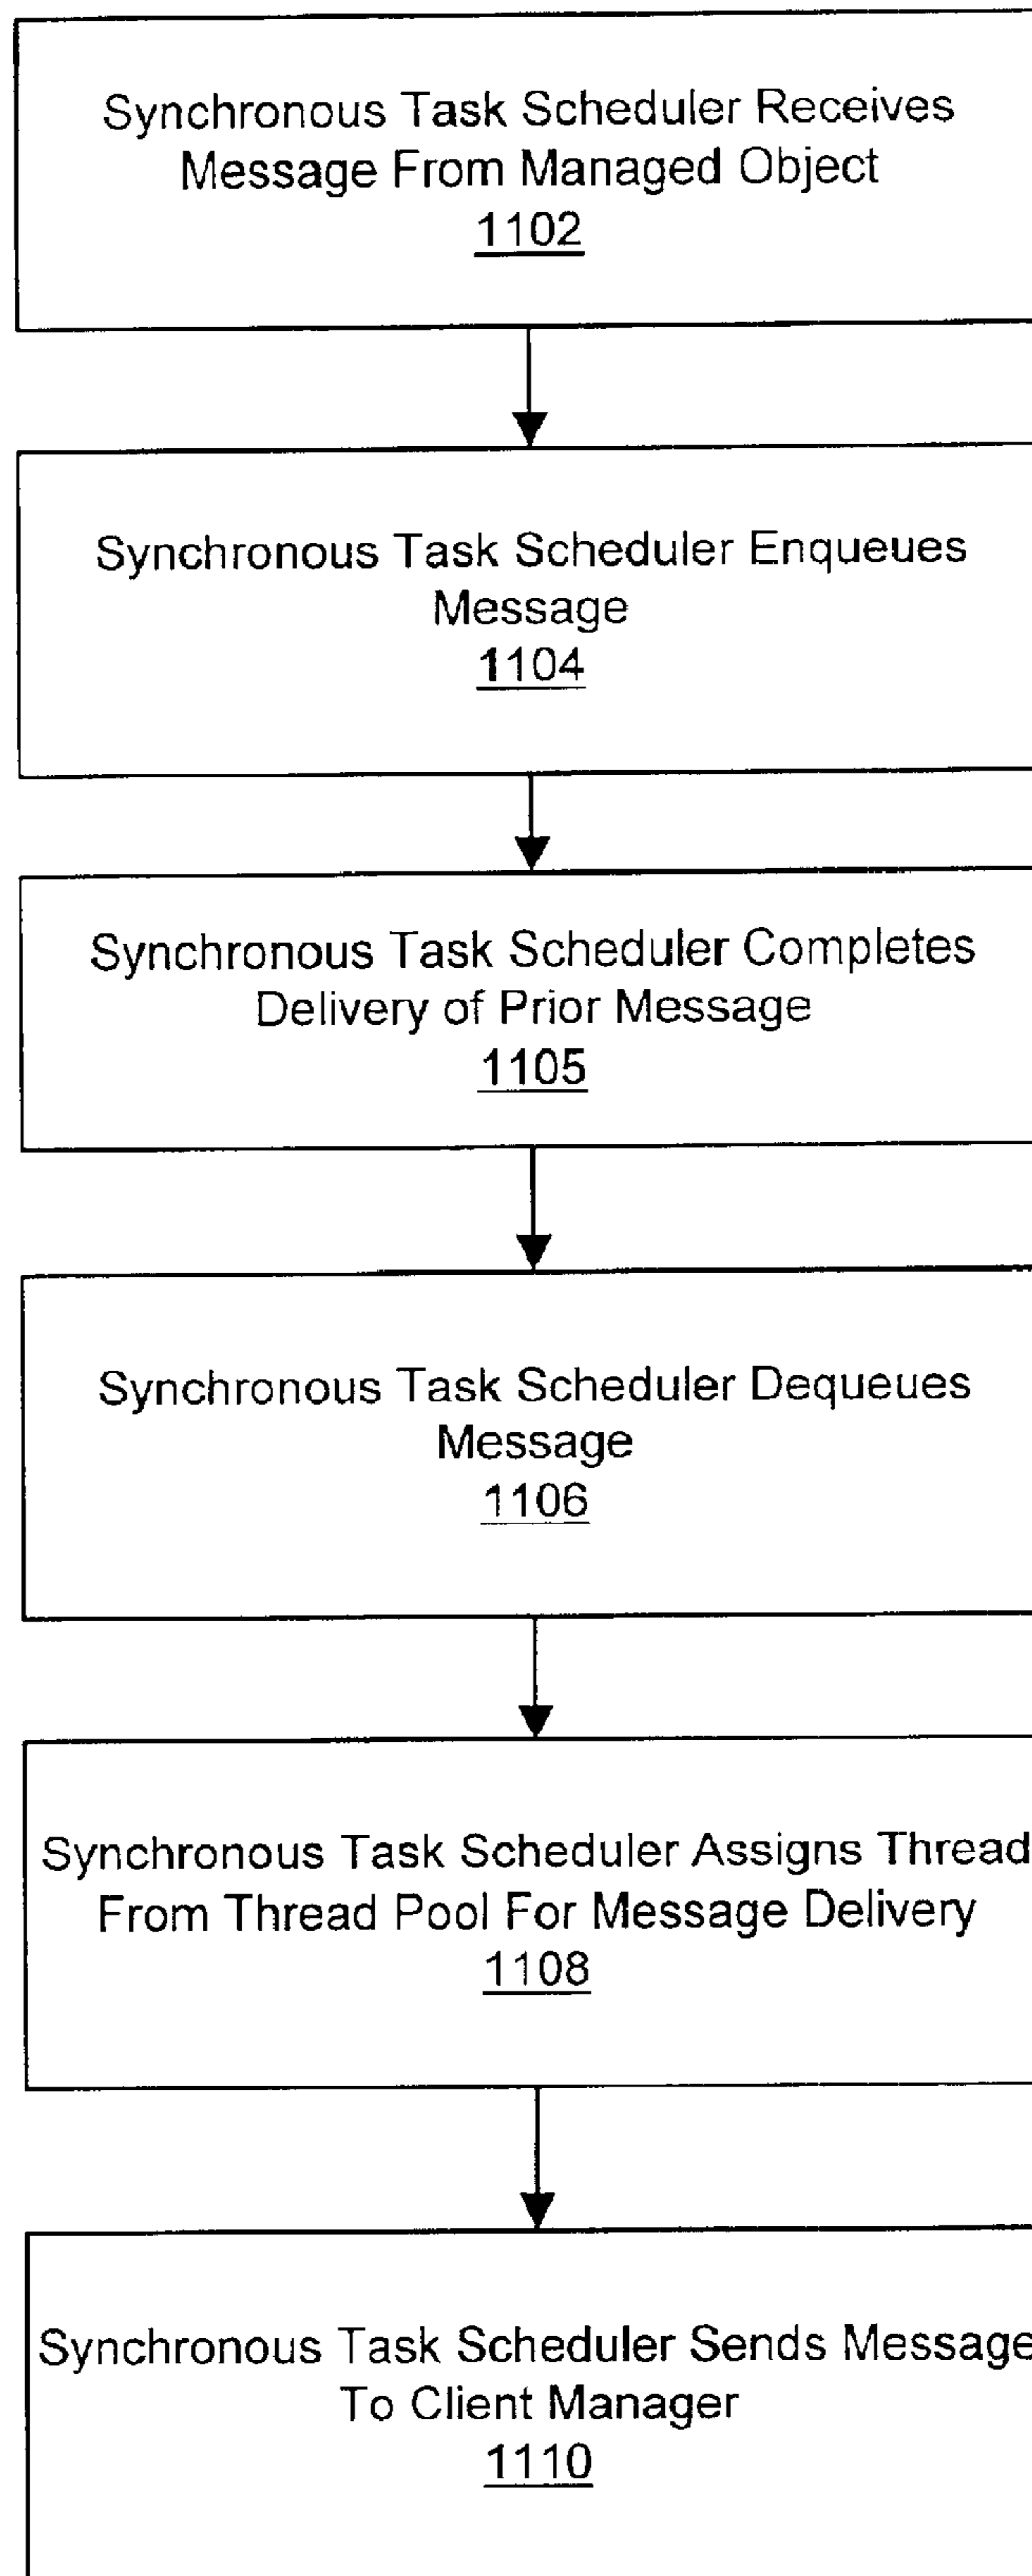 Synchronous Task Scheduler Receives
Message From Managed Object
1102
Synchronous Task Scheduler Enqueues
Message
1104
Synchronous Task Scheduler Completes
Delivery of Prior Message
1105
Synchronous Task Scheduler Dequeues
Message
1106
Synchronous Task Scheduler Assigns Thread
From Thread Pool For Message Delivery
1108
Synchronous Task Scheduler Sends Message
To Client Manager
1110